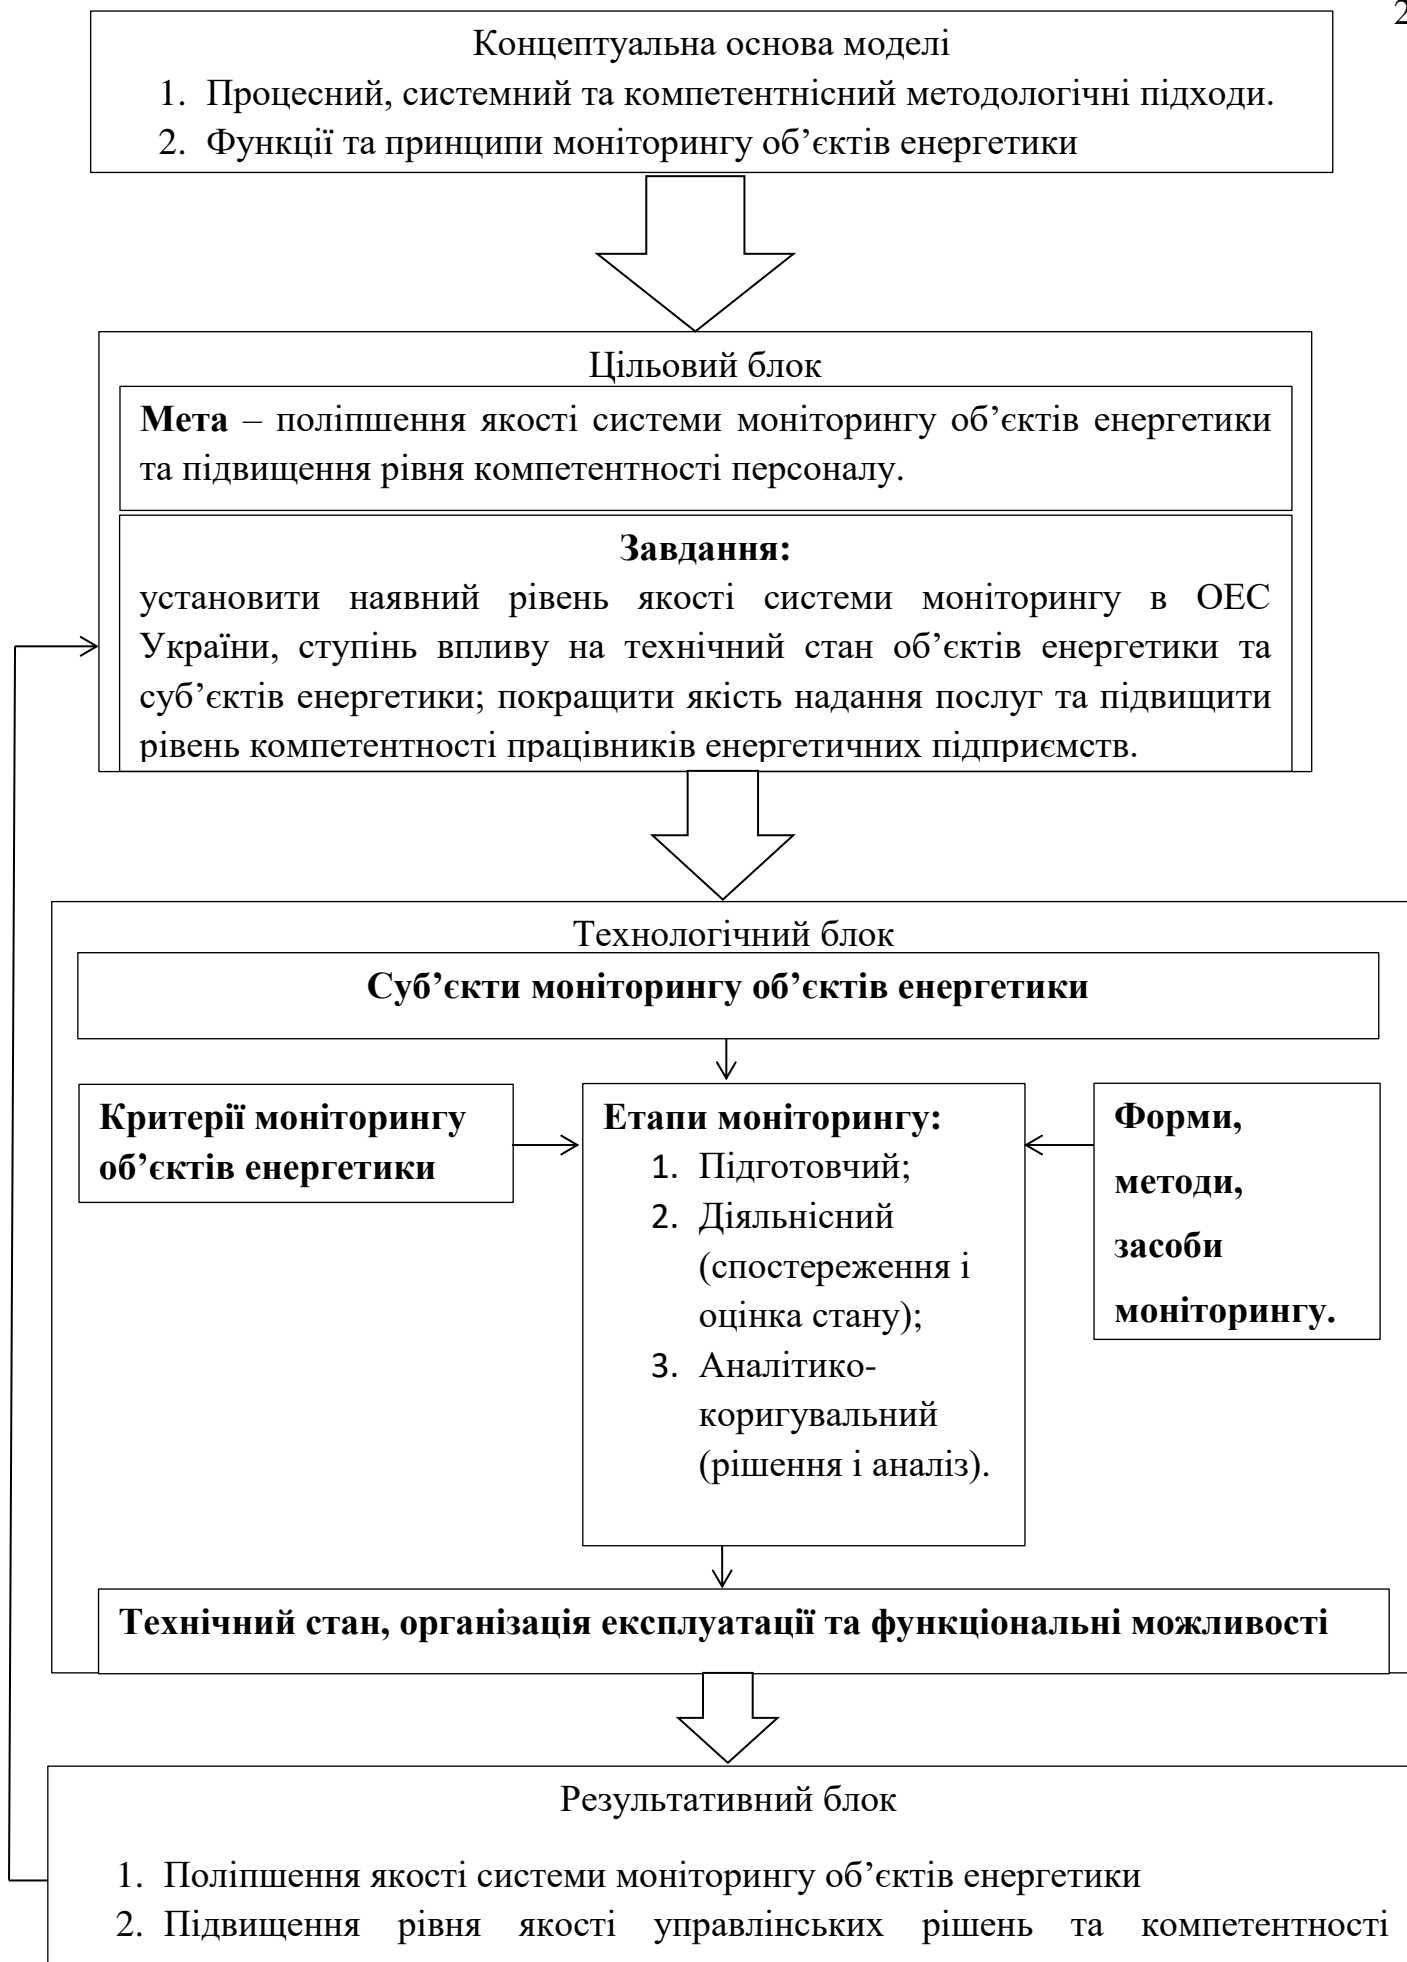 2
Концептуальна основа моделі
1. Процесний, системний та компетентнісний методологічні підходи.
2. Функції та принципи моніторингу об’єктів енергетики
Цільовий блок
Мета – поліпшення якості системи моніторингу об’єктів енергетики
та підвищення рівня компетентності персоналу.
Завдання:
установити наявний рівень якості системи моніторингу в ОЕС
України, ступінь впливу на технічний стан об’єктів енергетики та
суб’єктів енергетики; покращити якість надання послуг та підвищити
рівень компетентності працівників енергетичних підприємств.
Технологічний блок
Суб’єкти моніторингу об’єктів енергетики
Критерії моніторингу
об’єктів енергетики
Етапи моніторингу:
1. Підготовчий;
2. Діяльнісний
(спостереження і
оцінка стану);
3. Аналітико-
коригувальний
(рішення і аналіз).
Форми,
методи,
засоби
моніторингу.
Технічний стан, організація експлуатації та функціональні можливості
Результативний блок
1. Поліпшення якості системи моніторингу об’єктів енергетики
2. Підвищення рівня якості управлінських рішень та компетентності